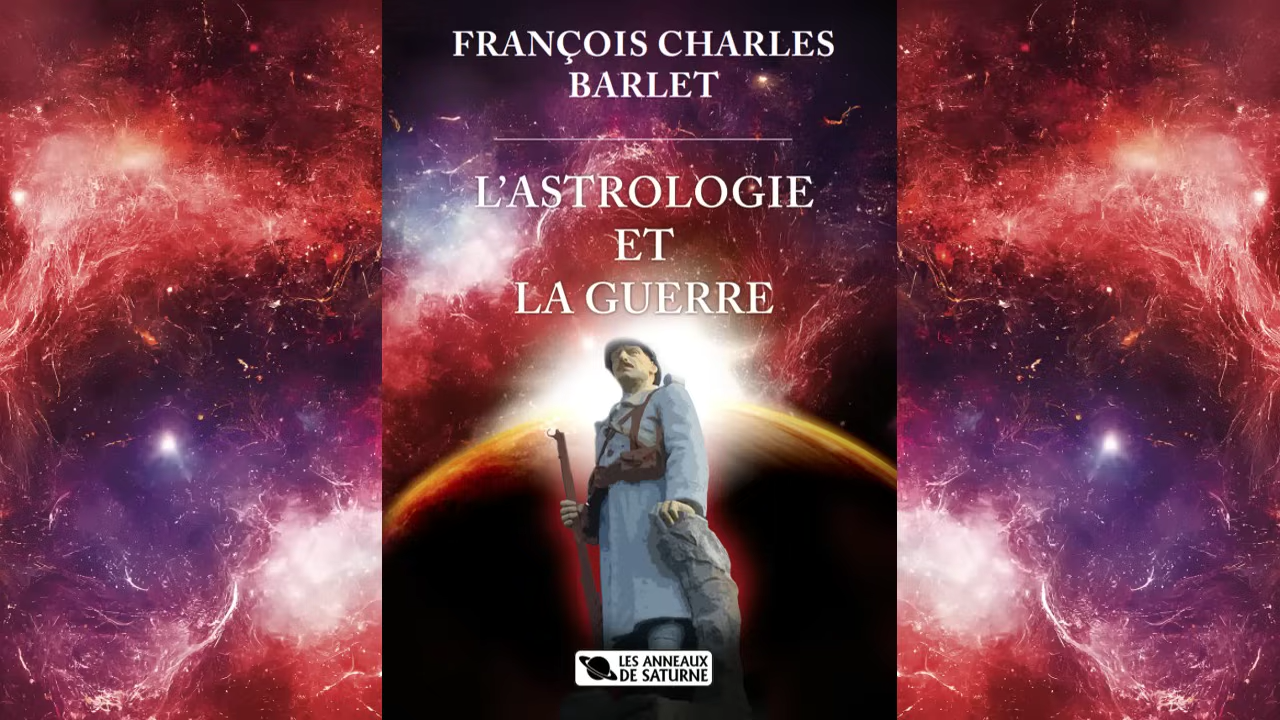 FRANÇOIS CHARLES
BARLET
L’ASTROLOGIE
ET
LA GUERRE
LES ANNEAUX
DE SATURNE